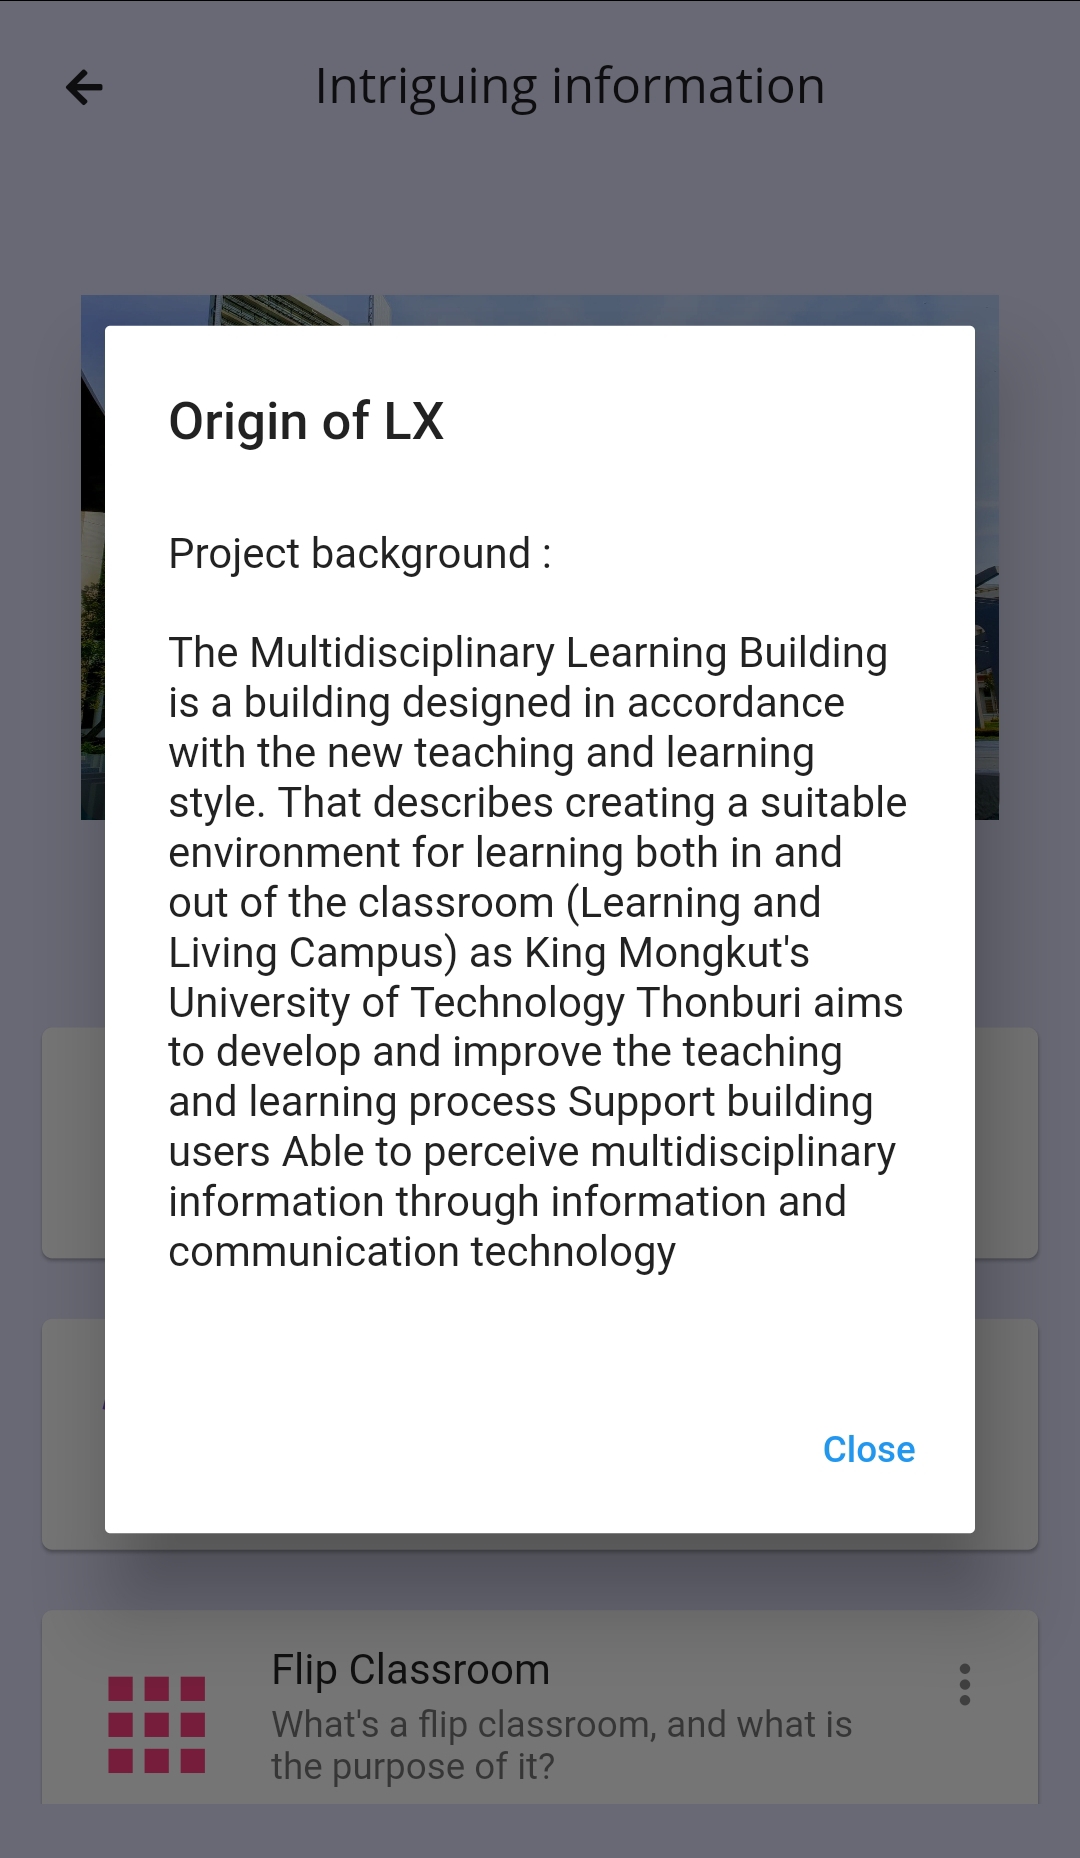 Intriguing information
Origin of LX
Project background :
The Multidisciplinary Learning Building
is a building designed in accordance
with the new teaching and learning
style. That describes creating a suitable
environment for learning both in and
out of the classroom (Learning and
Living Campus) as King Mongkut's
University of Technology Thonburi aims
to develop and improve the teaching
and learning process Support building
users Able to perceive multidisciplinary
information through information and
communication technology
Close
Flip Classroom
What's a flip classroom, and what is
the purpose of it?